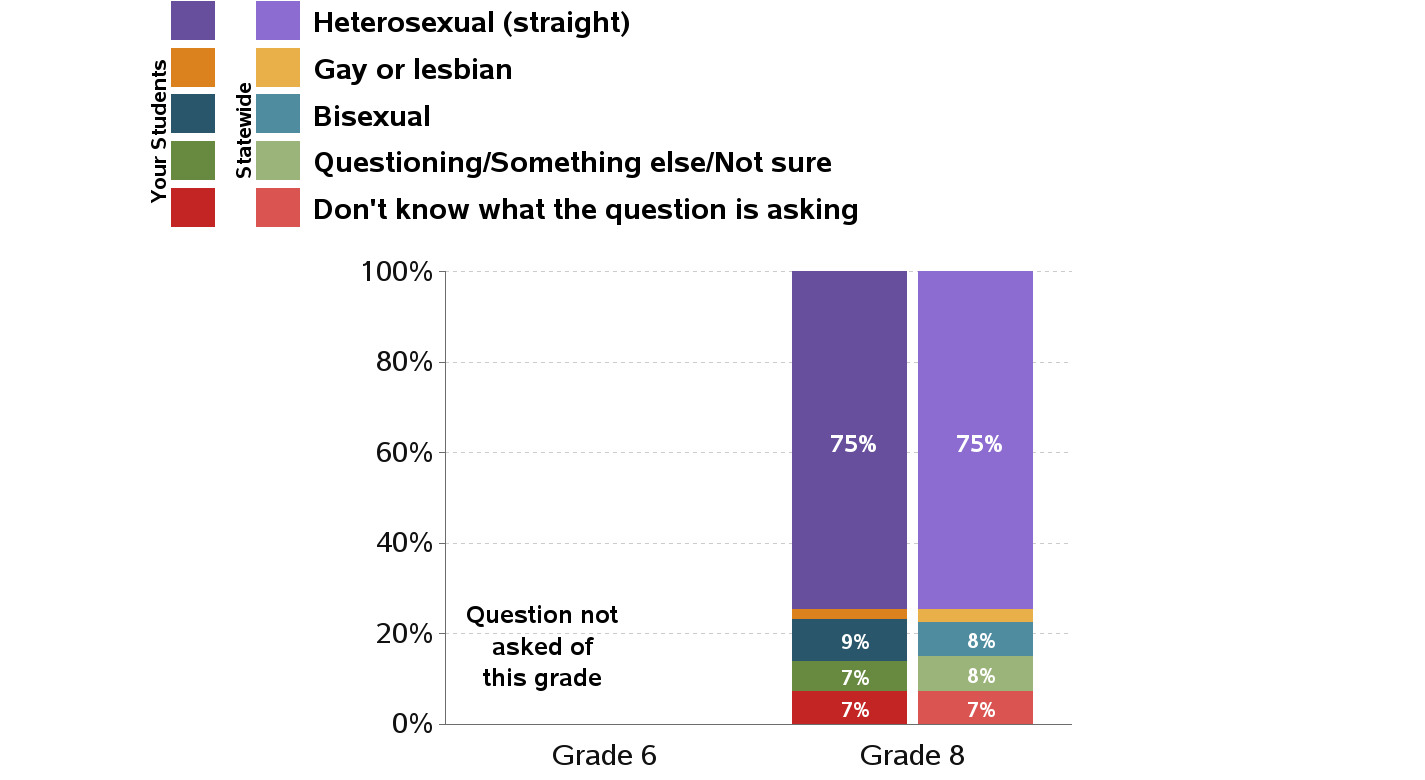 Your Students
Statewide
Heterosexual (straight)
Gay or lesbian
Bisexual
Questioning/Something else/Not sure
Don't know what the question is asking
100%
80%
60%
40%
20%
0%
75%
75%
9%
8%
7%
8%
7%
7%
Question not
asked of
this grade
Grade 6
Grade 8